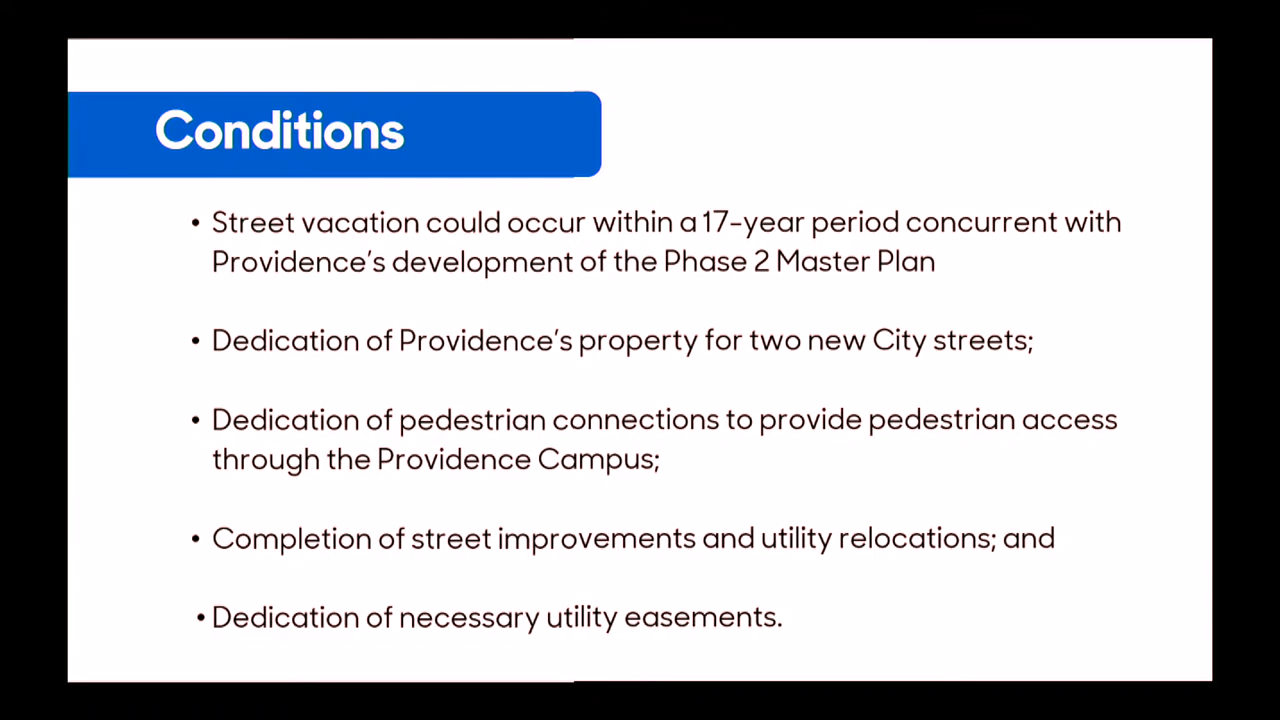 Conditions
• Street vacation could occur within a 17-year period concurrent with
Providence's development of the Phase 2 Master Plan
• Dedication of Providence's property for two new City streets;
• Dedication of pedestrian connections to provide pedestrian access
through the Providence Campus;
• Completion of street improvements and utility relocations; and
• Dedication of necessary utility easements.